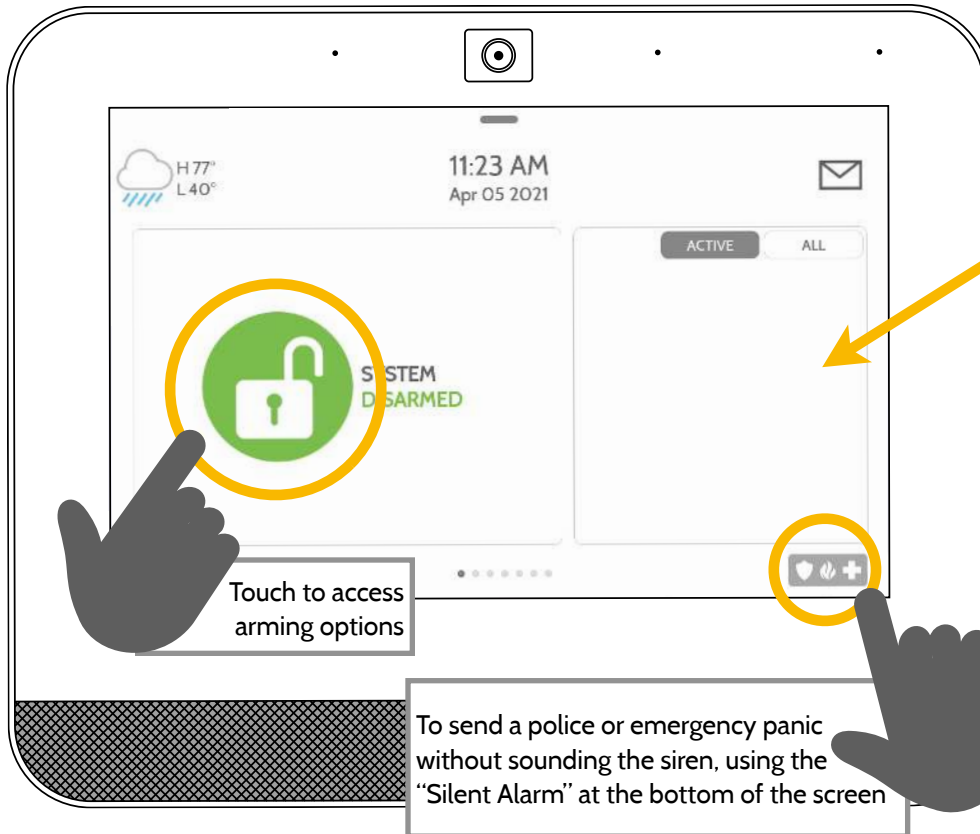 H 77°
L 40°
11:23 AM
Apr 05 2021
ACTIVE
ALL
SYSTEM
DISARMED
Touch to access
arming options
To send a police or emergency panic
without sounding the siren, using the
“Silent Alarm” at the bottom of the screen